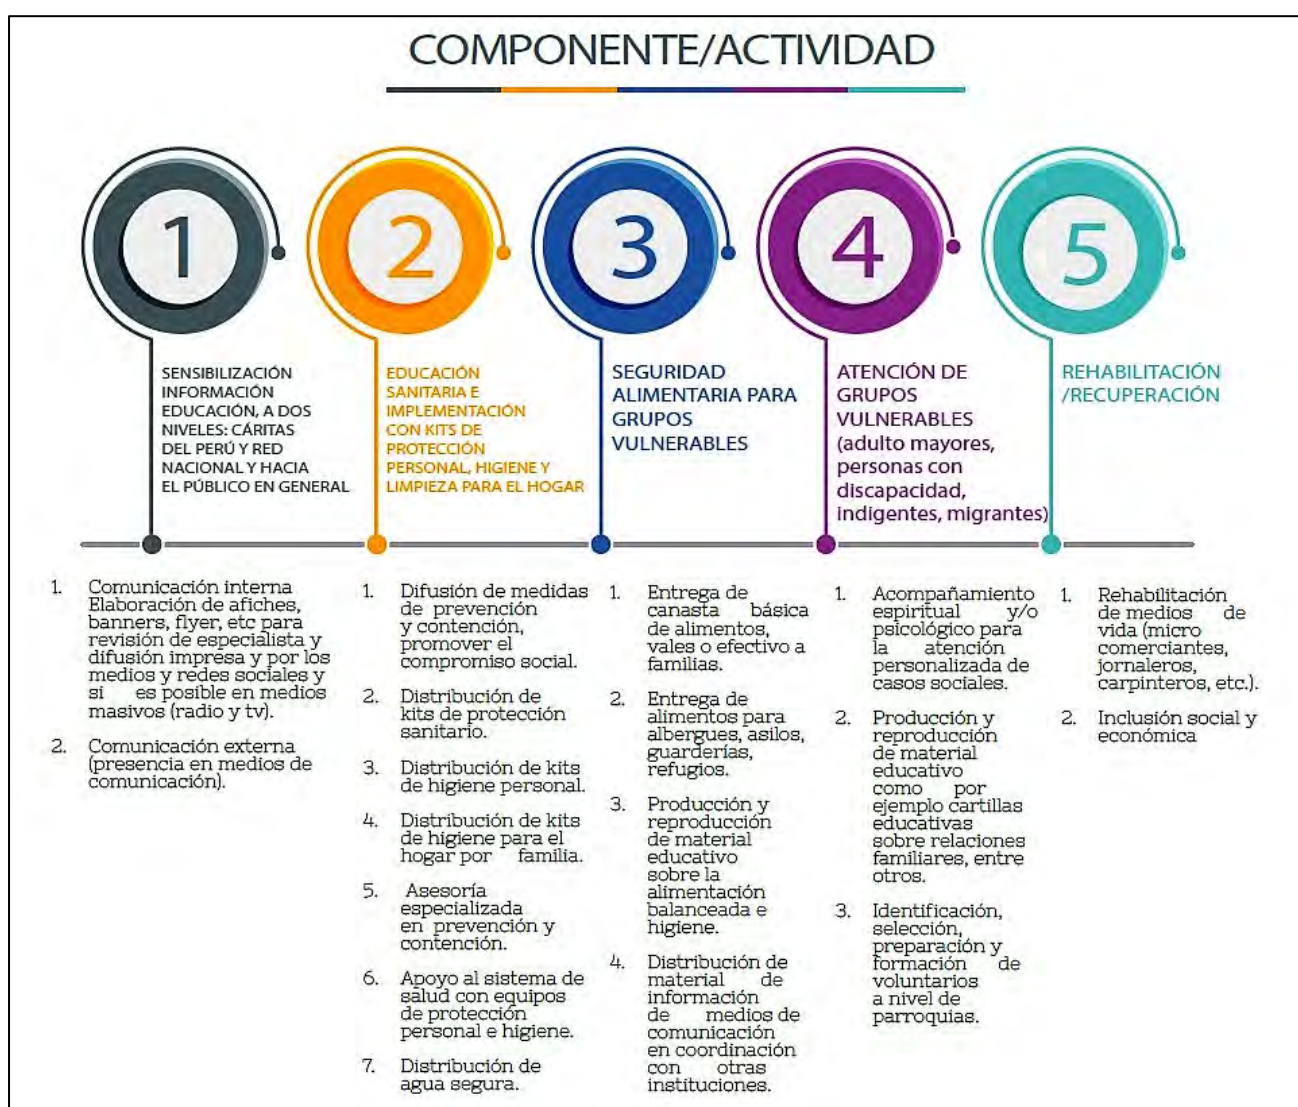 COMPONENTE/ACTIVIDAD
1
SENSIBILIZACIÓN
INFORMACIÓN
EDUCACIÓN, A DOS
NIVELES: CÁRITAS
DEL PERÚ Y RED
NACIONAL Y HACIA
EL PÚBLICO EN GENERAL
1. Comunicación interna
Elaboración de afiches,
banners, flyer, etc para
revisión de especialista y
difusión impresa y por los
medios y redes sociales y
si es posible en medios
masivos (radio y tv).
2. Comunicación externa
(presencia en medios de
comunicación).
2
EDUCACIÓN
SANITARIA E
IMPLEMENTACIÓN
CON KITS DE
PROTECCIÓN
PERSONAL, HIGIENE Y
LIMPIEZA PARA EL HOGAR
1. Difusión de medidas
de prevención
y contención,
promover el
compromiso social.
2. Distribución de
kits de protección
sanitario.
3. Distribución de kits
de higiene personal.
4. Distribución de kits
de higiene para el
hogar por familia.
5. Asesoría
especializada
en prevención y
contención.
6. Apoyo al sistema de
salud con equipos
de protección
personal e higiene.
7. Distribución de
agua segura.
3
SEGURIDAD
ALIMENTARIA PARA
GRUPOS
VULNERABLES
1. Entrega de
canasta básica
de alimentos,
vales o efectivo a
familias.
2. Entrega de
alimentos para
albergues, asilos,
guarderías,
refugios.
3. Producción y
reproducción
de material
educativo
sobre la
alimentación
balanceada e
higiene.
4. Distribución de
material de
información
de medios de
comunicación
en coordinación
con otras
instituciones.
4
ATENCIÓN DE
GRUPOS
VULNERABLES
(adulto mayores,
personas con
discapacidad,
indigentes, migrantes)
1. Acompañamiento
espiritual y/o
psicológico para
la atención
personalizada de
casos sociales.
2. Producción y
reproducción
de material
educativo
como por
ejemplo cartillas
educativas
sobre relaciones
familiares, entre
otros.
3. Identificación,
selección,
preparación y
formación de
voluntarios
a nivel de
parroquias.
5
REHABILITACIÓN
/RECUPERACIÓN
1. Rehabilitación
de medios de
vida (micro
comerciantes,
jornaleros,
carpinteros, etc.).
2. Inclusión social y
económica